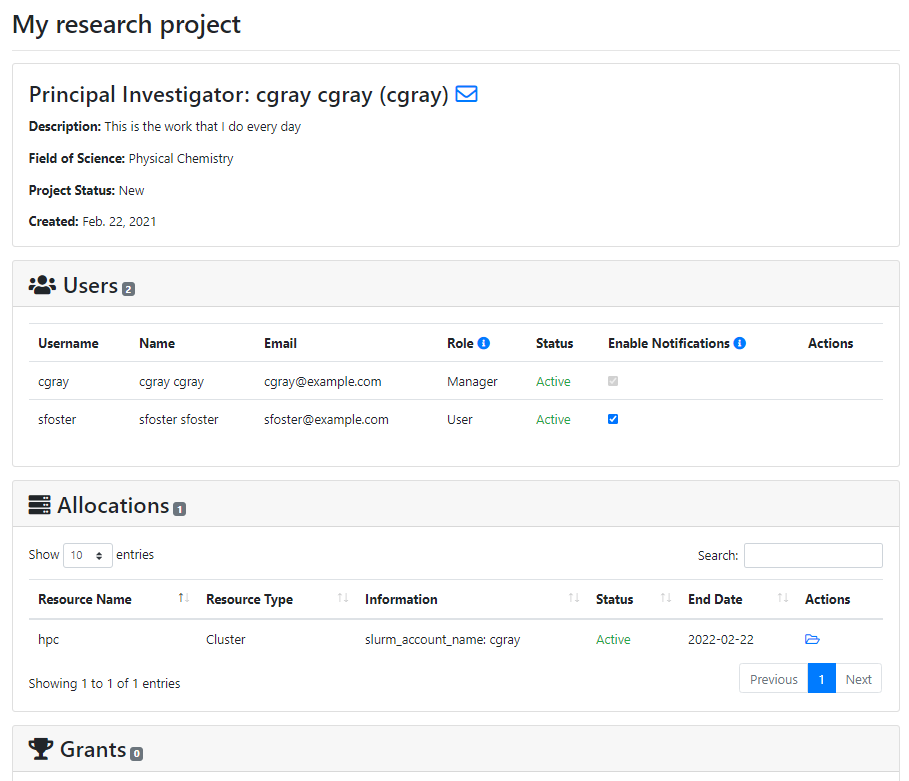 My research project
Principal Investigator: cgray cgray (cgray)
Description: This is the work that I do every day
Field of Science: Physical Chemistry
Project Status: New
Created: Feb. 22, 2021
Users 2
Username Name Email Role Status Enable Notifications Actions
cgray cgray cgray cgray@example.com Manager Active
sfoster sfoster sfoster sfoster@example.com User Active
Allocations 1
Show 10 entries Search:
Resource Name Resource Type Information Status End Date Actions
hpc Cluster slurm_account_name: cgray Active 2022-02-22
Showing 1 to 1 of 1 entries Previous 1 Next
Grants 0